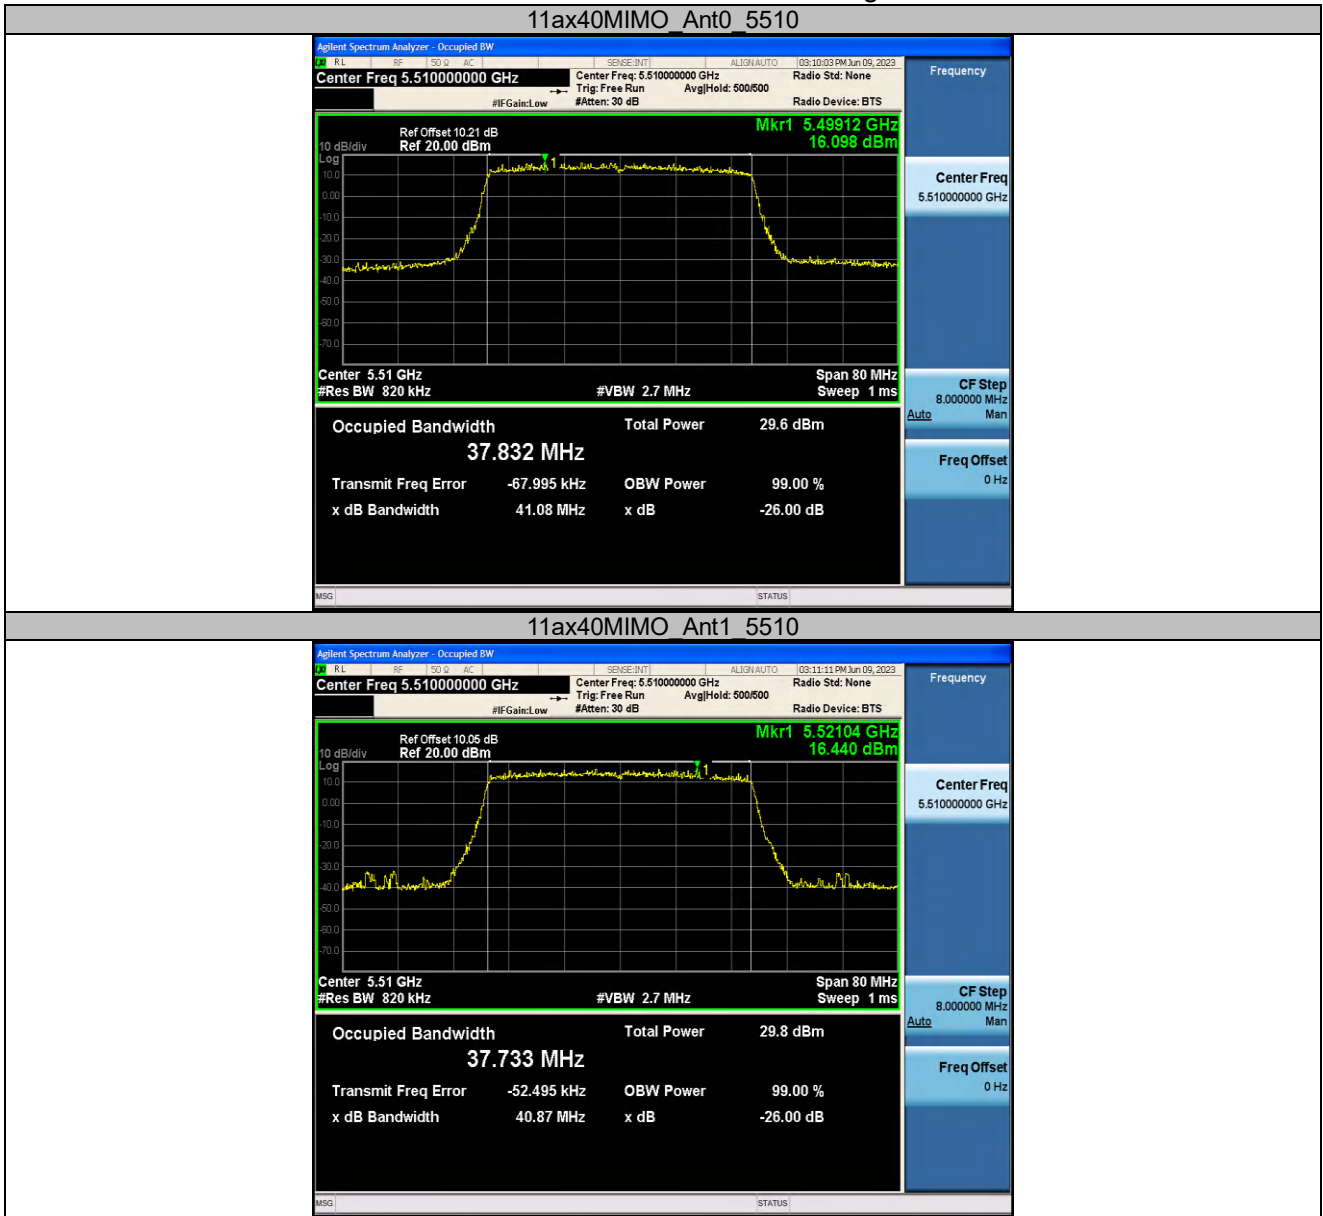 11ax40MIMO_Ant0_5510
Agilent Spectrum Analyzer - Occupied BW
RL RF 50 Ω AC SENSE:INT ALIGN AUTO 03:10:03 PM Jun 09, 2023
Center Freq 5.510000000 GHz
Center Freq: 5.510000000 GHz
Radio Std: None
Trig: Free Run Avg|Hold: 500/500
#IFGain:Low #Atten: 30 dB Radio Device: BTS
Frequency
Mkr1 5.49912 GHz
16.098 dBm
Ref Offset 10.21 dB
10 dB/div Ref 20.00 dBm
Log
10.0
0.00
-10.0
-20.0
-30.0
-40.0
-50.0
-60.0
-70.0
1
Center 5.51 GHz Span 80 MHz
#Res BW 820 kHz #VBW 2.7 MHz Sweep 1 ms
Occupied Bandwidth Total Power 29.6 dBm
37.832 MHz
Transmit Freq Error -67.995 kHz OBW Power 99.00 %
x dB Bandwidth 41.08 MHz x dB -26.00 dB
Center Freq
5.510000000 GHz
CF Step
8.000000 MHz
Auto Man
Freq Offset
0 Hz
MSG STATUS
11ax40MIMO_Ant1_5510
Agilent Spectrum Analyzer - Occupied BW
RL RF 50 Ω AC SENSE:INT ALIGN AUTO 03:11:11 PM Jun 09, 2023
Center Freq 5.510000000 GHz
Center Freq: 5.510000000 GHz
Radio Std: None
Trig: Free Run Avg|Hold: 500/500
#IFGain:Low #Atten: 30 dB Radio Device: BTS
Frequency
Mkr1 5.52104 GHz
16.440 dBm
Ref Offset 10.05 dB
10 dB/div Ref 20.00 dBm
Log
10.0
0.00
-10.0
-20.0
-30.0
-40.0
-50.0
-60.0
-70.0
1
Center 5.51 GHz Span 80 MHz
#Res BW 820 kHz #VBW 2.7 MHz Sweep 1 ms
Occupied Bandwidth Total Power 29.8 dBm
37.733 MHz
Transmit Freq Error -52.495 kHz OBW Power 99.00 %
x dB Bandwidth 40.87 MHz x dB -26.00 dB
Center Freq
5.510000000 GHz
CF Step
8.000000 MHz
Auto Man
Freq Offset
0 Hz
MSG STATUS